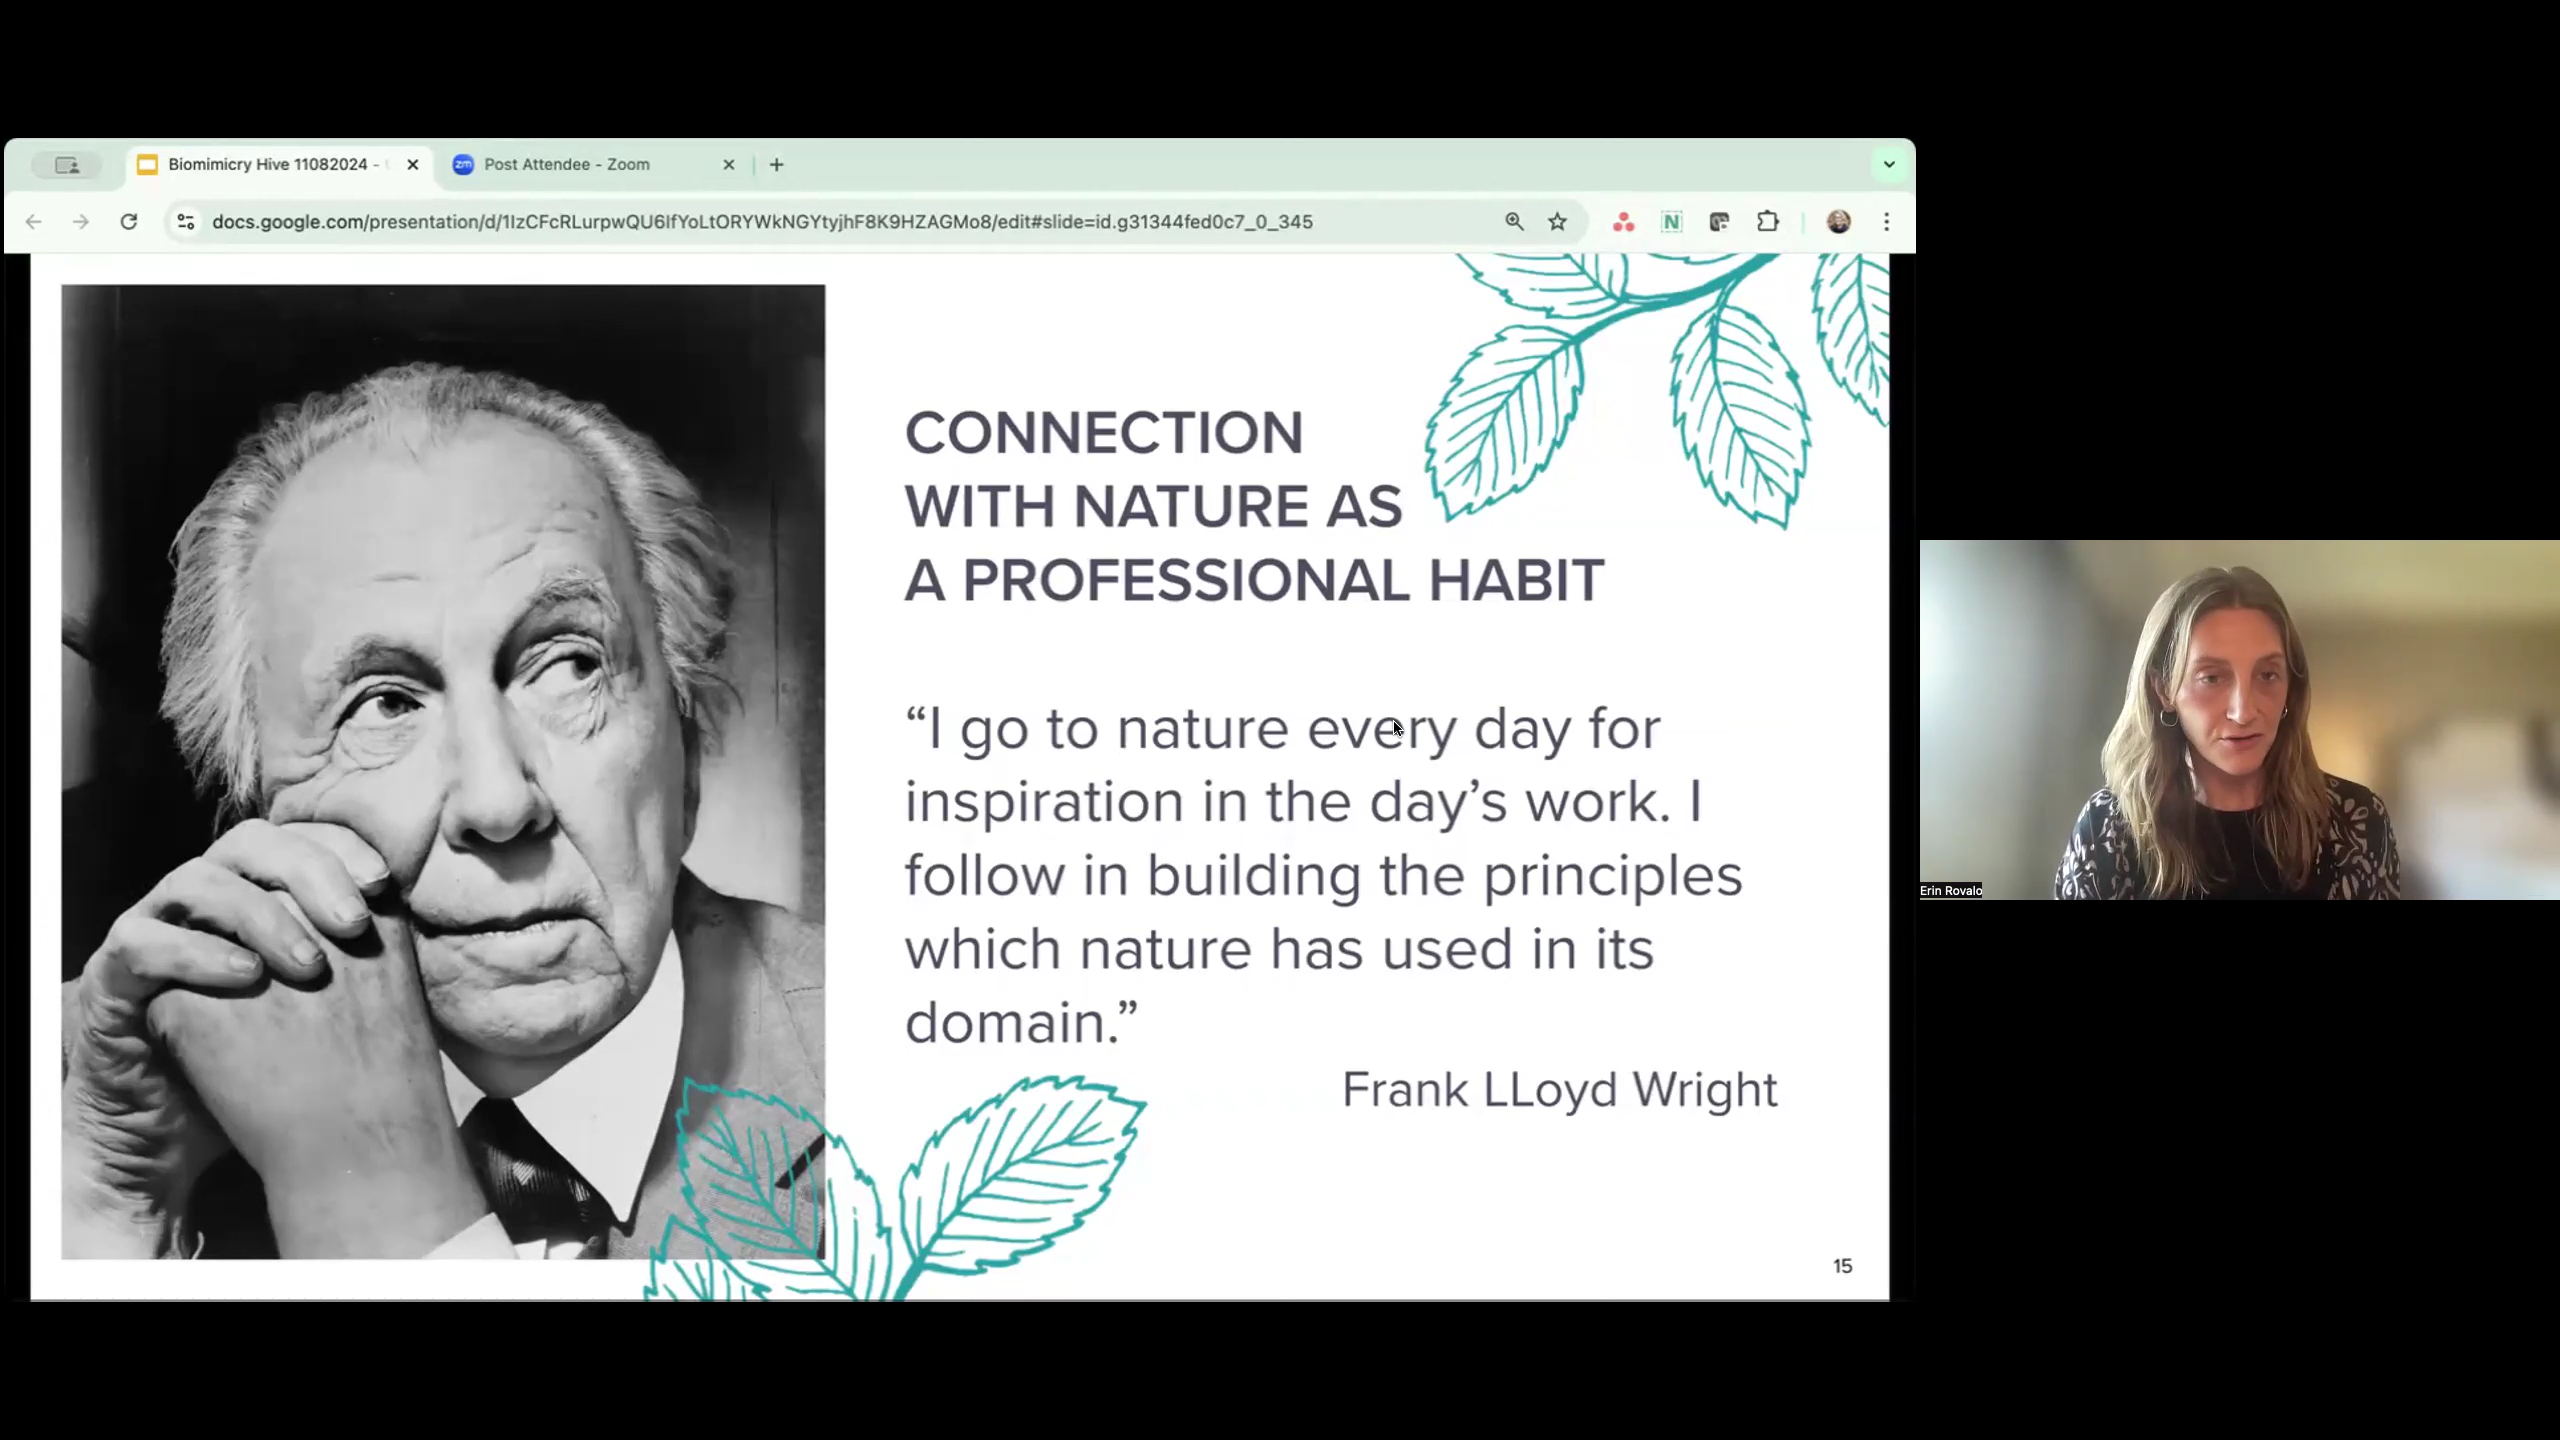 Biomimicry Hive 11082024 -
Post Attendee - Zoom
docs.google.com/presentation/d/1IzCFcRLurpwQU6IfYoLtORYWkNGYtyjhF8K9HZAGMo8/edit#slide=id.g31344fed0c7_0_345
CONNECTION
WITH NATURE AS
A PROFESSIONAL HABIT
“I go to nature every day for
inspiration in the day’s work. I
follow in building the principles
which nature has used in its
domain.”
Frank LLoyd Wright
15
Erin Rovalo